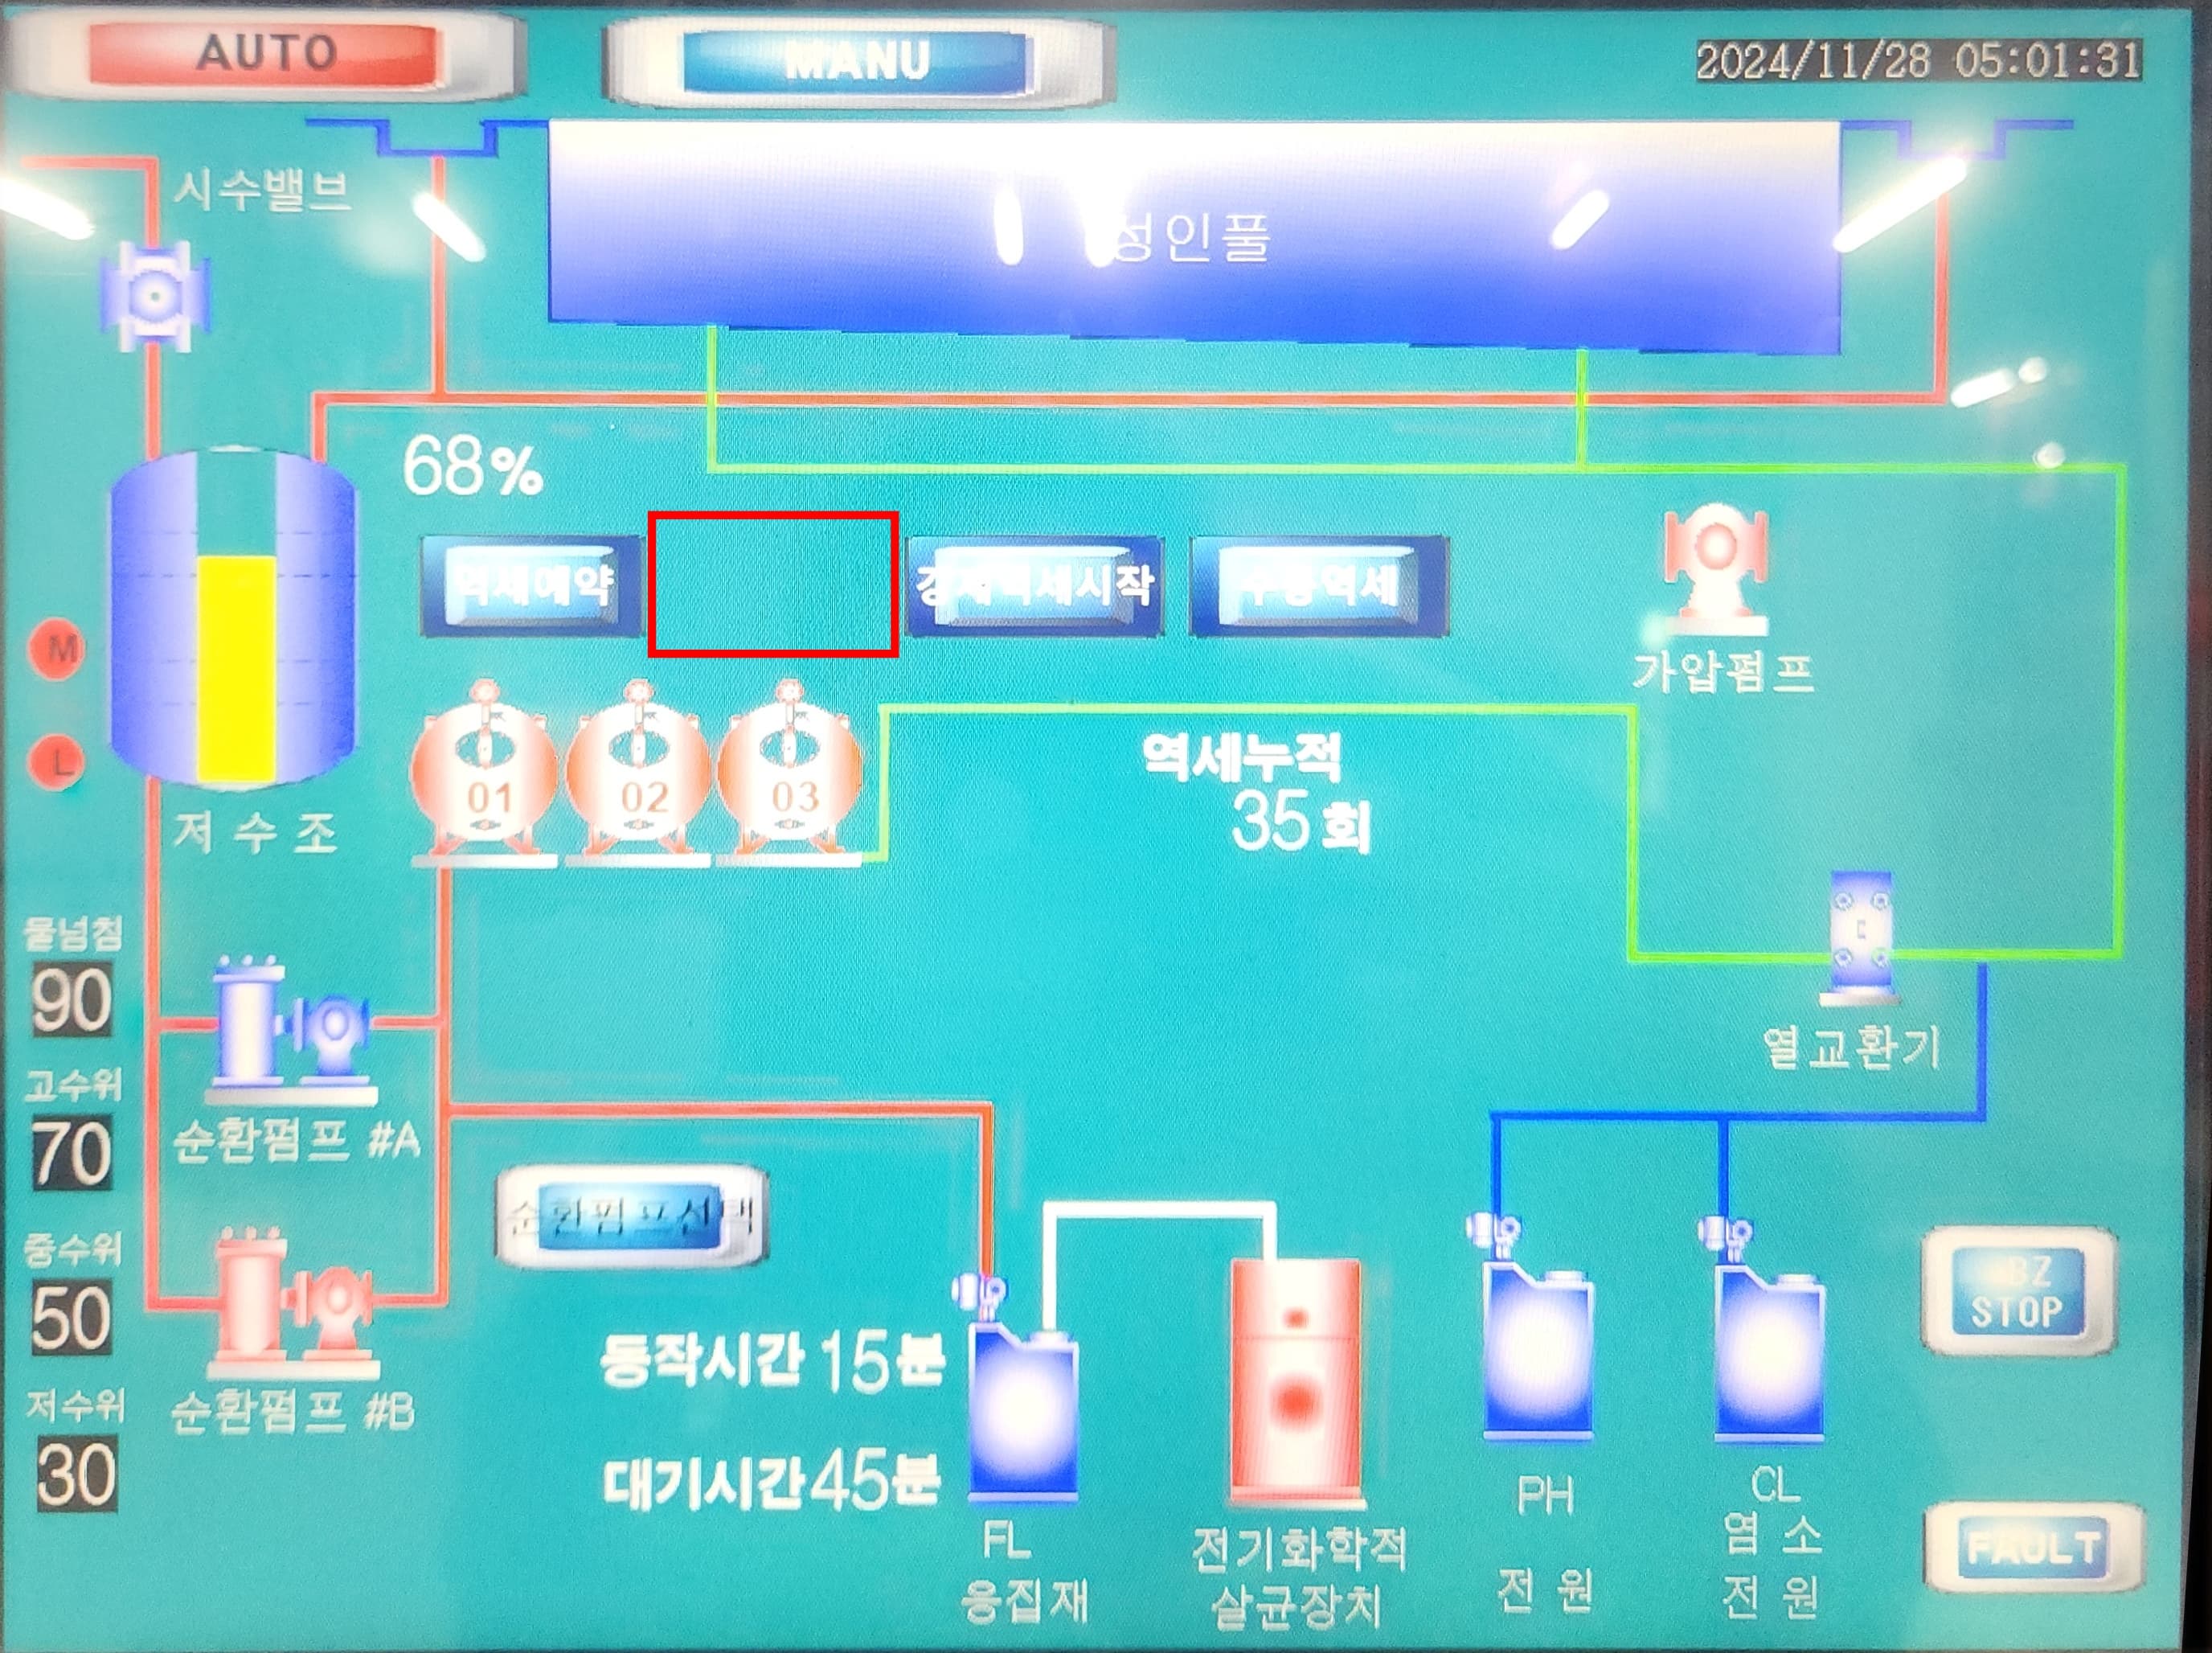 AUTO
MANU
2024/11/28 05:01:31
시수밸브
성인풀
68%
역세예약
강제역세시작
수동역세
가압펌프
M
L
01
02
03
역세누적
35회
저 수 조
물넘침
90
열교환기
고수위
70
순환펌프 #A
순환펌프선택
중수위
50
BZ
STOP
동작시간 15분
저수위
30
순환펌프 #B
대기시간 45분
FL
응집재
전기화학적
살균장치
PH
전 원
CL
염 소
전 원
FAULT